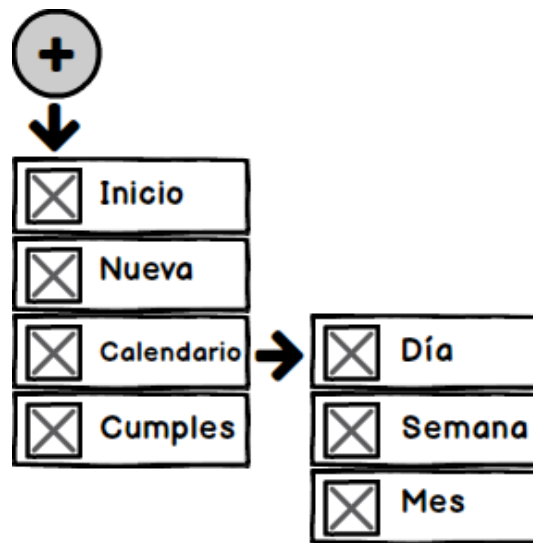 +
Inicio
Nueva
Calendario
Cumples
Día
Semana
Mes